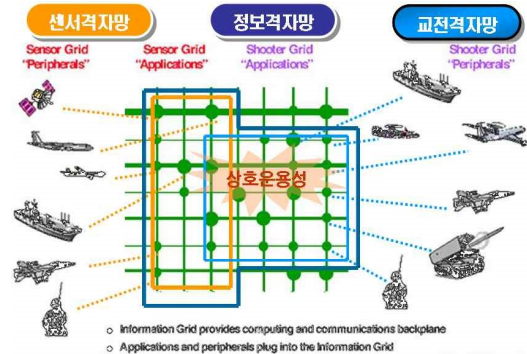 센서격자망
정보격자망
교전격자망
Sensor Grid
"Peripherals"
Sensor Grid
"Applications"
Shooter Grid
"Applications"
Shooter Grid
"Peripherals"
상호운용성
o Information Grid provides computing and communications backplane
o Applications and peripherals plug into the Information Grid